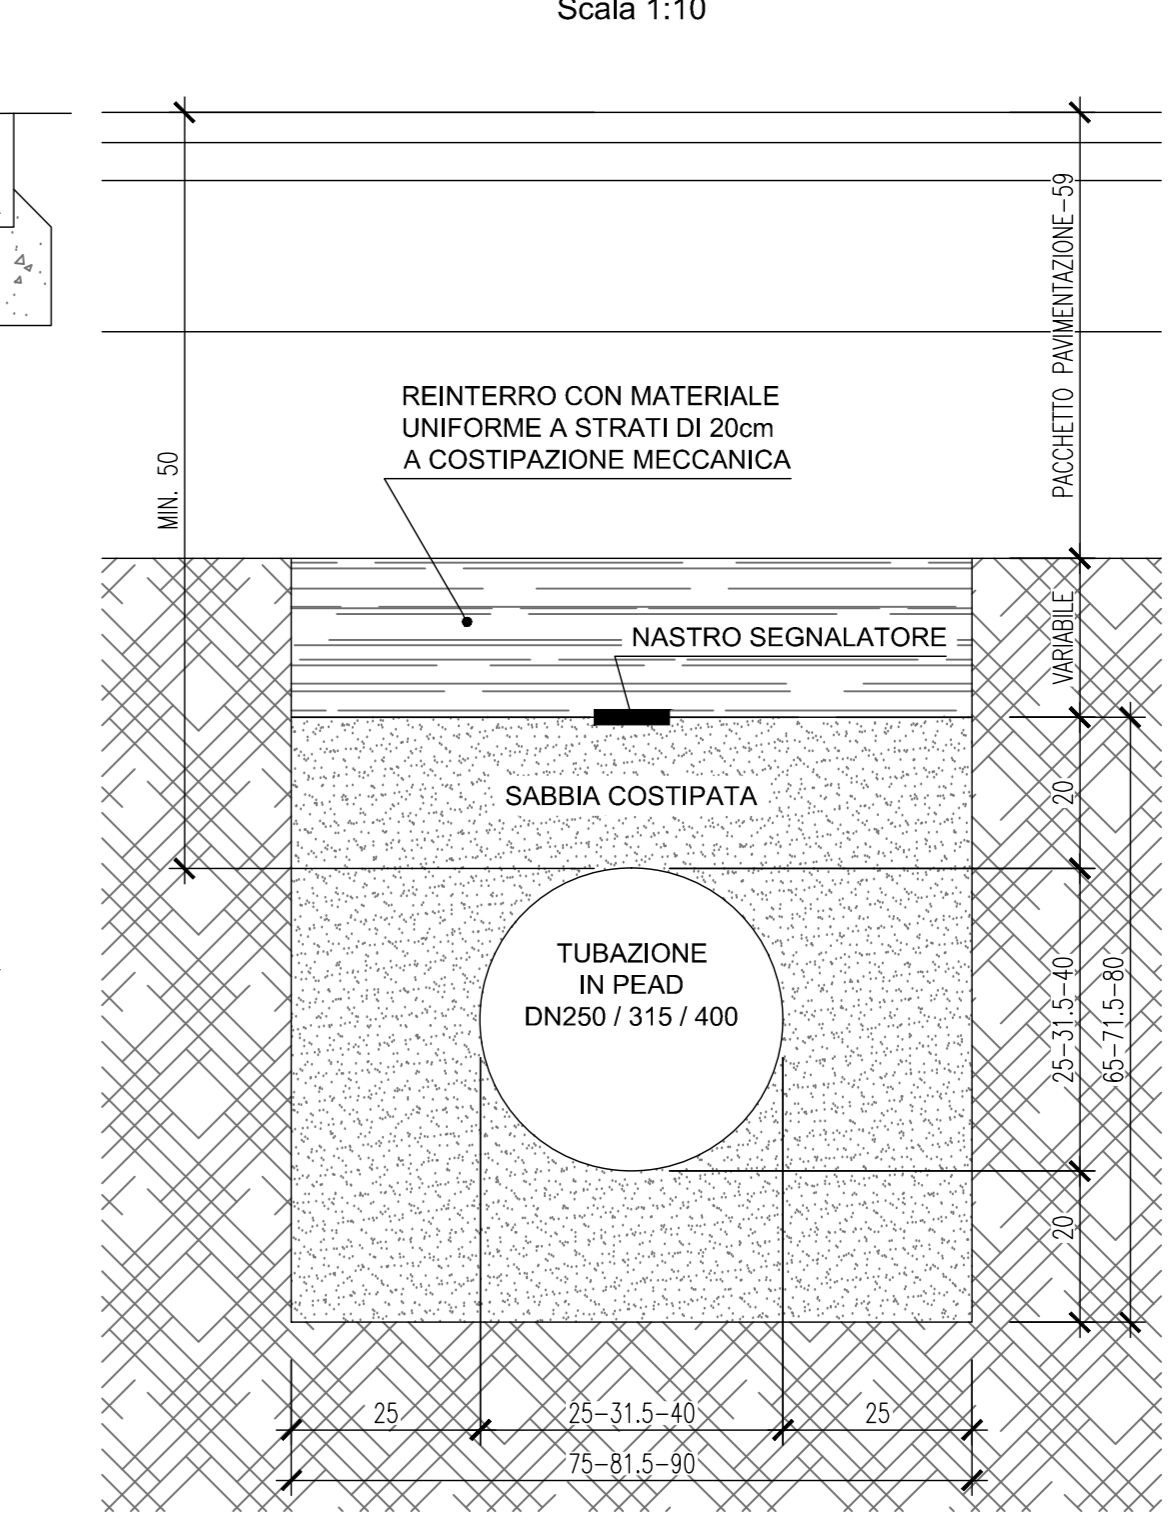 Scala 1:10
PACCHETTO PAVIMENTAZIONE-59
REINTERRO CON MATERIALE
UNIFORME A STRATI DI 20cm
A COSTIPAZIONE MECCANICA
MIN. 50
VARIABILE
NASTRO SEGNALATORE
SABBIA COSTIPATA
20
TUBAZIONE
IN PEAD
DN250 / 315 / 400
25-31.5-40
65-71.5-80
20
25
25-31.5-40
25
75-81.5-90